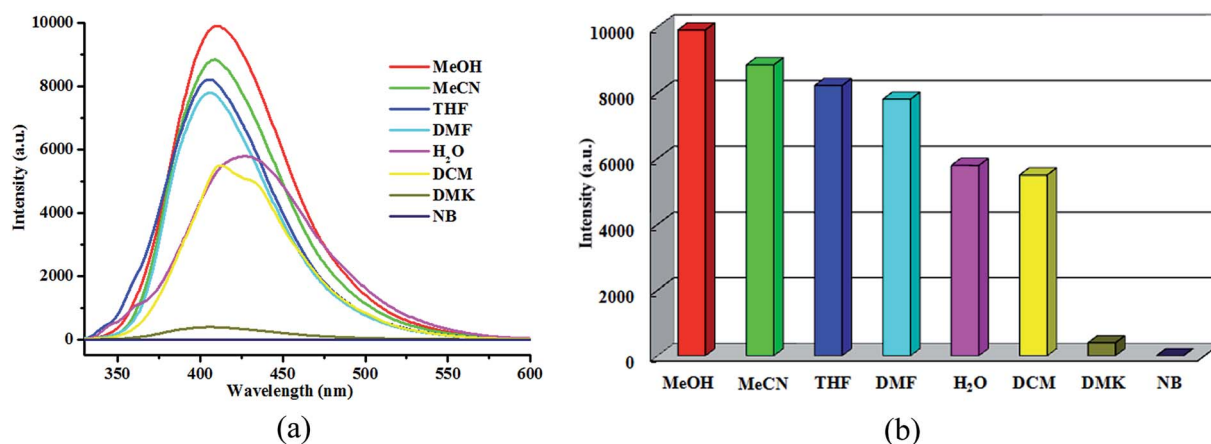 10000
8000
6000
4000
2000
0
Intensity (a.u.)
MeOH
MeCN
THF
DMF
H₂O
DCM
DMK
NB
350 400 450 500 550 600
Wavelength (nm)
(a)
10000
8000
6000
4000
2000
0
Intensity (a.u.)
MeOH MeCN THF DMF H₂O DCM DMK NB
(b)